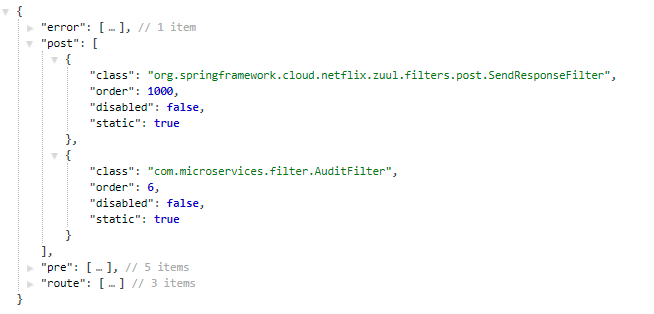 {
"error": [ … ], // 1 item
"post": [
{
"class": "org.springframework.cloud.netflix.zuul.filters.post.SendResponseFilter",
"order": 1000,
"disabled": false,
"static": true
},
{
"class": "com.microservices.filter.AuditFilter",
"order": 6,
"disabled": false,
"static": true
}
],
"pre": [ … ], // 5 items
"route": [ … ] // 3 items
}